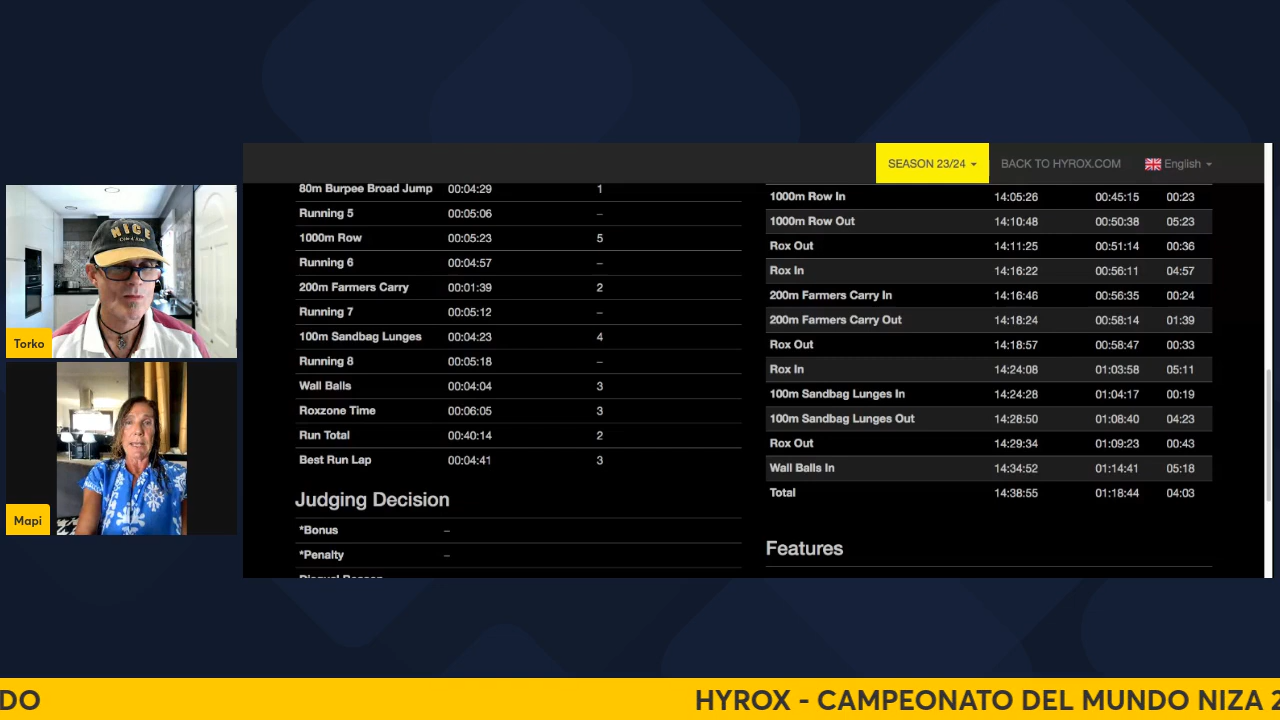 SEASON 23/24
BACK TO HYROX.COM
English
80m Burpee Broad Jump 00:04:29 1
Running 5 00:05:06 –
1000m Row 00:05:23 5
Running 6 00:04:57 –
200m Farmers Carry 00:01:39 2
Running 7 00:05:12 –
100m Sandbag Lunges 00:04:23 4
Running 8 00:05:18 –
Wall Balls 00:04:04 3
Roxzone Time 00:06:05 3
Run Total 00:40:14 2
Best Run Lap 00:04:41 3
Judging Decision
*Bonus –
*Penalty –
1000m Row In 14:05:26 00:45:15 00:23
1000m Row Out 14:10:48 00:50:38 05:23
Rox Out 14:11:25 00:51:14 00:36
Rox In 14:16:22 00:56:11 04:57
200m Farmers Carry In 14:16:46 00:56:35 00:24
200m Farmers Carry Out 14:18:24 00:58:14 01:39
Rox Out 14:18:57 00:58:47 00:33
Rox In 14:24:08 01:03:58 05:11
100m Sandbag Lunges In 14:24:28 01:04:17 00:19
100m Sandbag Lunges Out 14:28:50 01:08:40 04:23
Rox Out 14:29:34 01:09:23 00:43
Wall Balls In 14:34:52 01:14:41 05:18
Total 14:38:55 01:18:44 04:03
Features
NICE
Torko
Mapi
DO
HYROX - CAMPEONATO DEL MUNDO NIZA 2